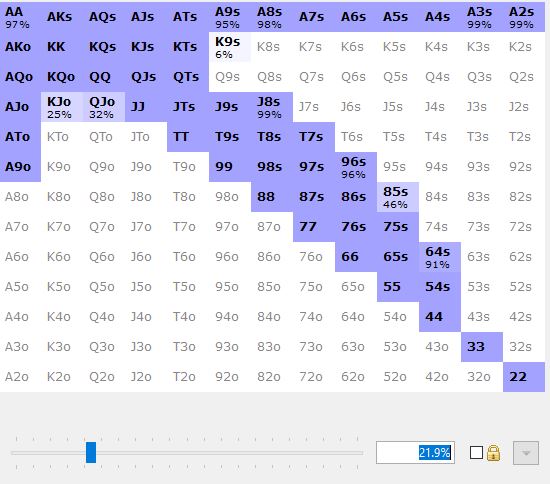 AA AKs AQs AJs ATs A9s A8s A7s A6s A5s A4s A3s A2s
97% 95% 98% 99% 99%
AKo KK KQs KJs KTs K9s K8s K7s K6s K5s K4s K3s K2s
6%
AQo KQo QQ QJs QTs Q9s Q8s Q7s Q6s Q5s Q4s Q3s Q2s
AJo KJo QJo JJ JTs J9s J8s J7s J6s J5s J4s J3s J2s
25% 32% 99%
ATo KTo QTo JTo TT T9s T8s T7s T6s T5s T4s T3s T2s
A9o K9o Q9o J9o T9o 99 98s 97s 96s 95s 94s 93s 92s
96%
A8o K8o Q8o J8o T8o 98o 88 87s 86s 85s 84s 83s 82s
46%
A7o K7o Q7o J7o T7o 97o 87o 77 76s 75s 74s 73s 72s
A6o K6o Q6o J6o T6o 96o 86o 76o 66 65s 64s 63s 62s
91%
A5o K5o Q5o J5o T5o 95o 85o 75o 65o 55 54s 53s 52s
A4o K4o Q4o J4o T4o 94o 84o 74o 64o 54o 44 43s 42s
A3o K3o Q3o J3o T3o 93o 83o 73o 63o 53o 43o 33 32s
A2o K2o Q2o J2o T2o 92o 82o 72o 62o 52o 42o 32o 22
21.9%